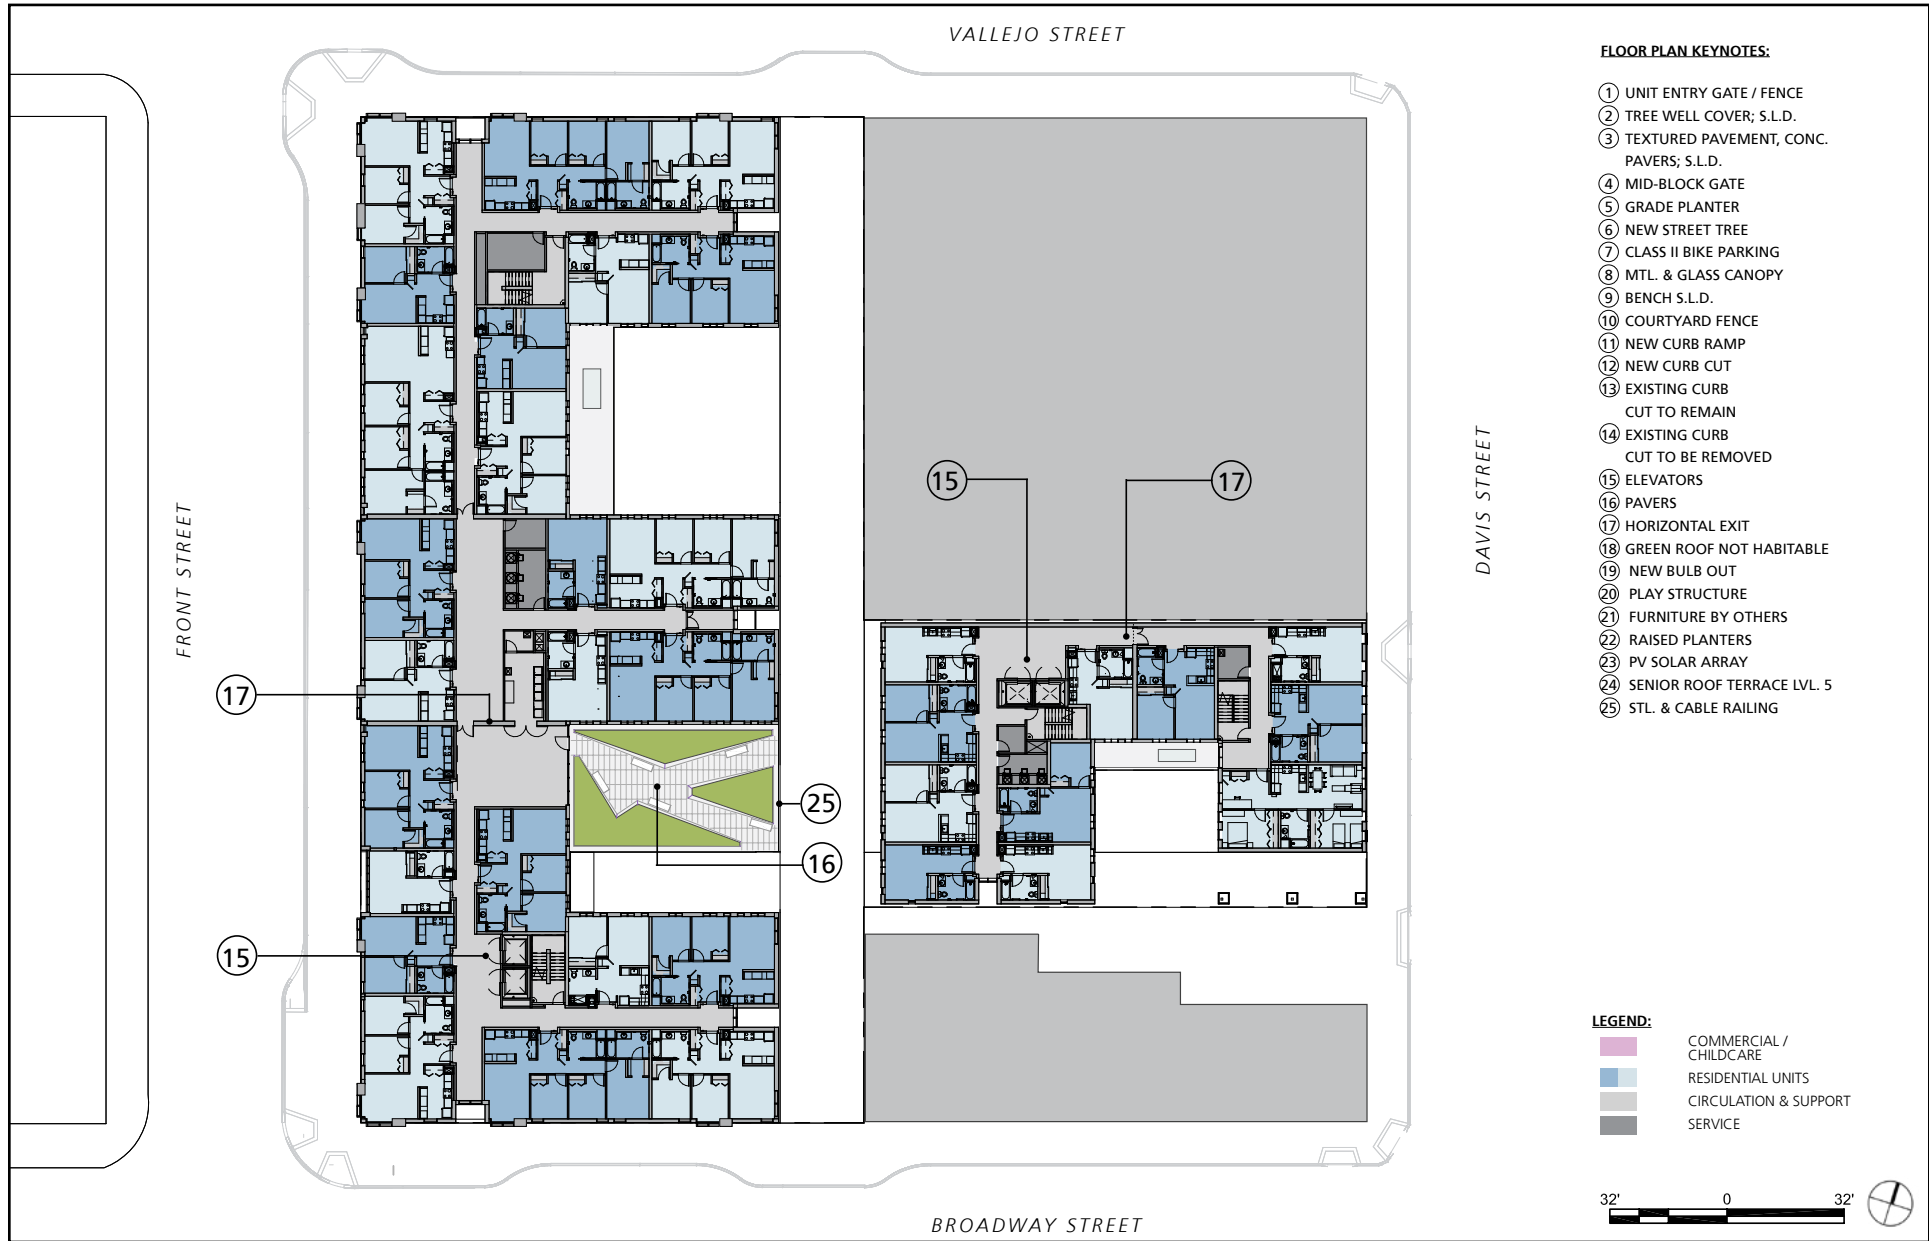 VALLEJO STREET
FRONT STREET
DAVIS STREET
BROADWAY STREET
15
17
17
25
16
15
FLOOR PLAN KEYNOTES:
1 UNIT ENTRY GATE / FENCE
2 TREE WELL COVER; S.L.D.
3 TEXTURED PAVEMENT, CONC.
PAVERS; S.L.D.
4 MID-BLOCK GATE
5 GRADE PLANTER
6 NEW STREET TREE
7 CLASS II BIKE PARKING
8 MTL. & GLASS CANOPY
9 BENCH S.L.D.
10 COURTYARD FENCE
11 NEW CURB RAMP
12 NEW CURB CUT
13 EXISTING CURB
CUT TO REMAIN
14 EXISTING CURB
CUT TO BE REMOVED
15 ELEVATORS
16 PAVERS
17 HORIZONTAL EXIT
18 GREEN ROOF NOT HABITABLE
19 NEW BULB OUT
20 PLAY STRUCTURE
21 FURNITURE BY OTHERS
22 RAISED PLANTERS
23 PV SOLAR ARRAY
24 SENIOR ROOF TERRACE LVL. 5
25 STL. & CABLE RAILING
LEGEND:
COMMERCIAL /
CHILDCARE
RESIDENTIAL UNITS
CIRCULATION & SUPPORT
SERVICE
32' 0 32'